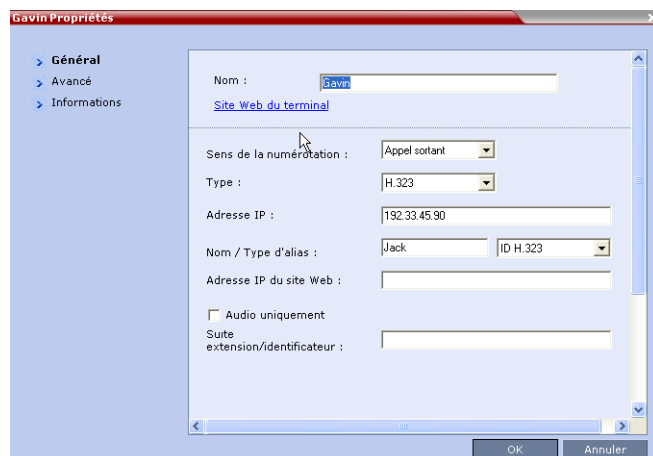 Gavin Propriétés
Général
Avancé
Informations
Nom : Gavin
Site Web du terminal
Sens de la numérotation : Appel sortant
Type : H.323
Adresse IP : 192.33.45.90
Nom / Type d'alias : Jack ID H.323
Adresse IP du site Web :
Audio uniquement
Suite
extension/identificateur :
OK Annuler